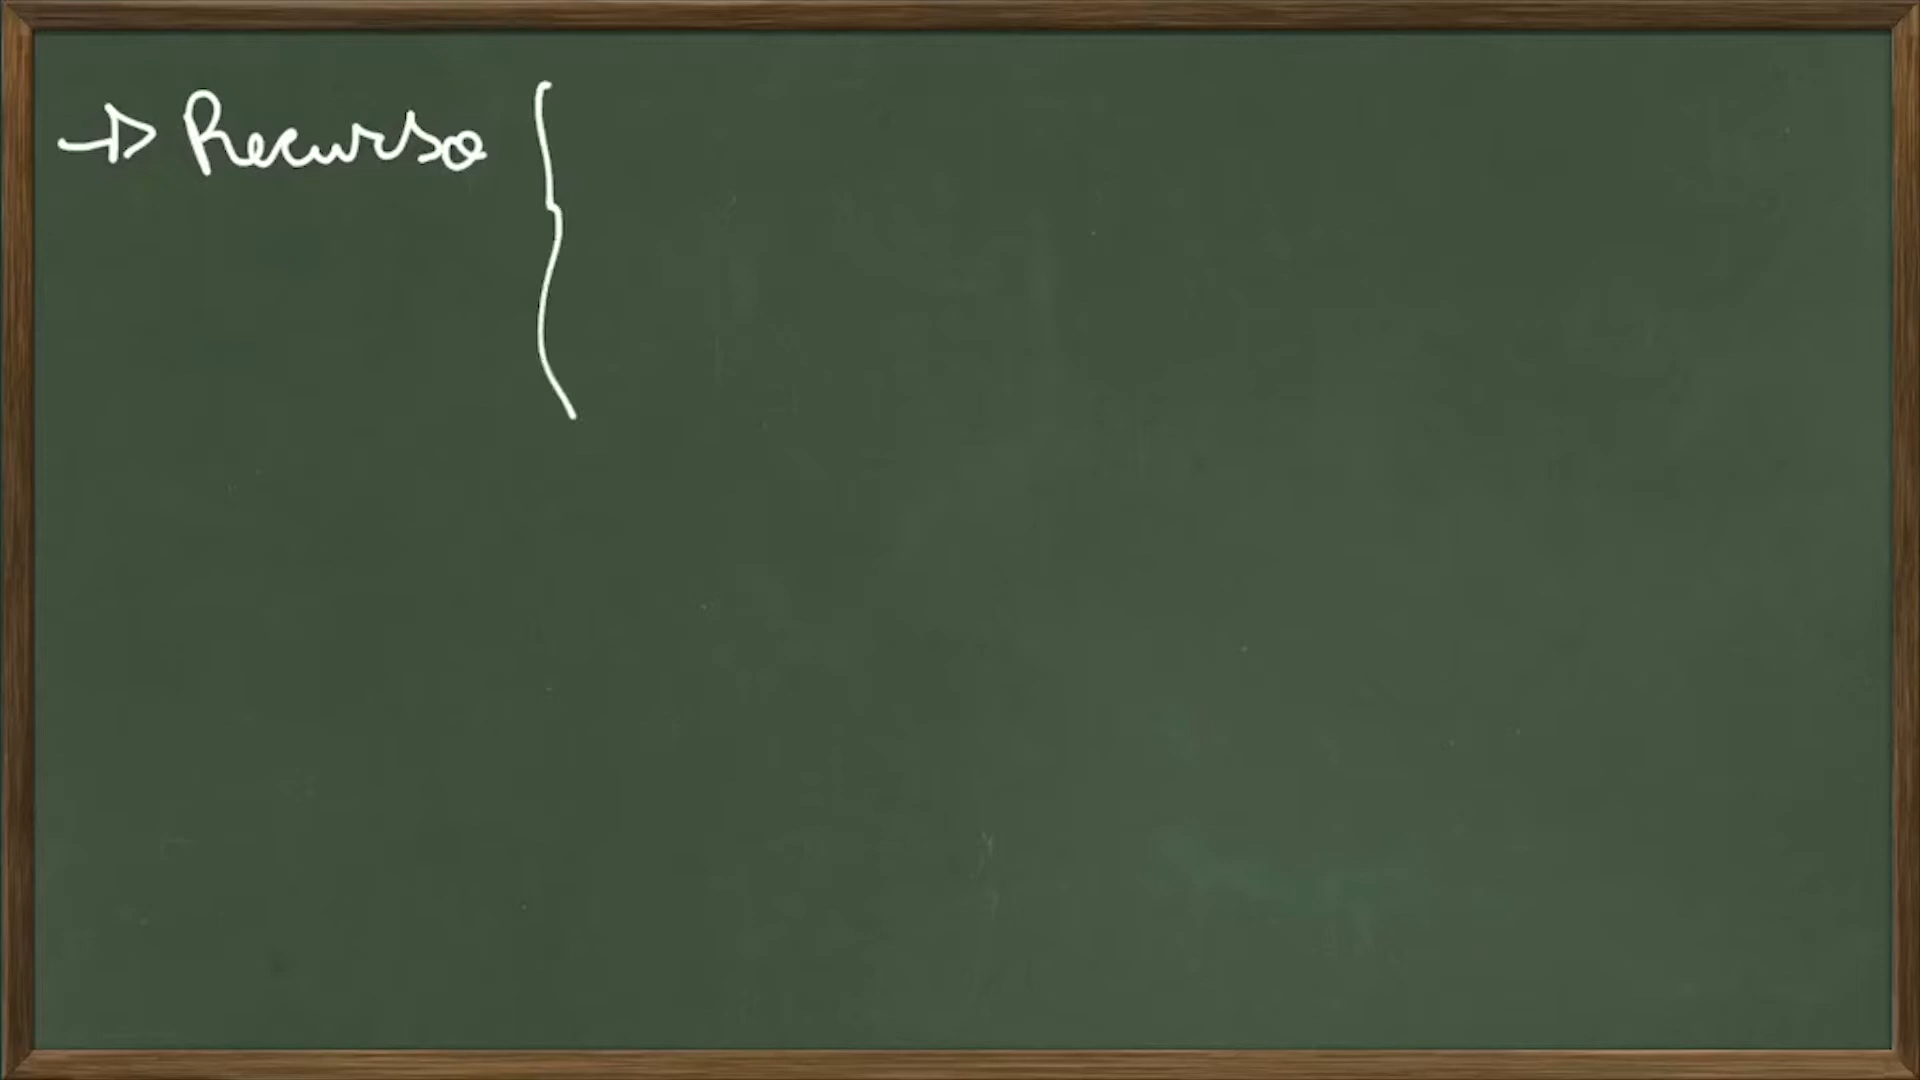 → Recurso {